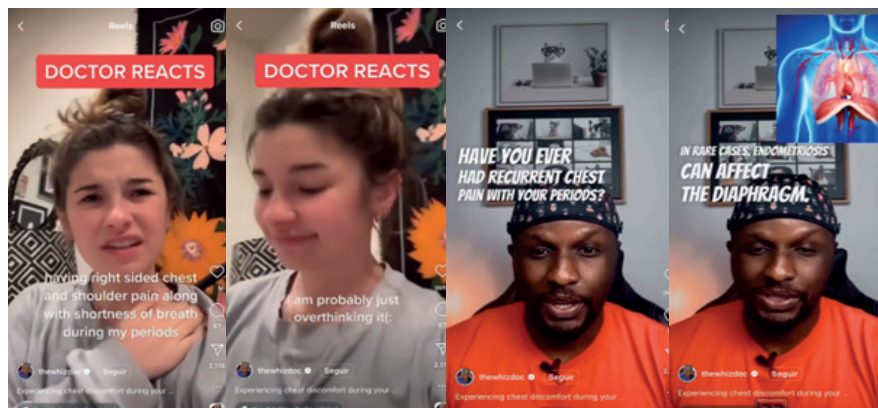 Reels
DOCTOR REACTS
having right sided chest
and shoulder pain along
with shortness of breath
during my periods
thewhizdoc
Seguir
Experiencing chest discomfort during your ...
Reels
DOCTOR REACTS
I am probably just
overthinking it(:
67
2,118
thewhizdoc
Seguir
Experiencing chest discomfort during your ...
HAVE YOU EVER
HAD RECURRENT CHEST
PAIN WITH YOUR PERIODS?
thewhizdoc
Seguir
Experiencing chest discomfort during your ...
IN RARE CASES, ENDOMETRIOSIS
CAN AFFECT
THE DIAPHRAGM.
thewhizdoc
Seguir
Experiencing chest discomfort during your ...